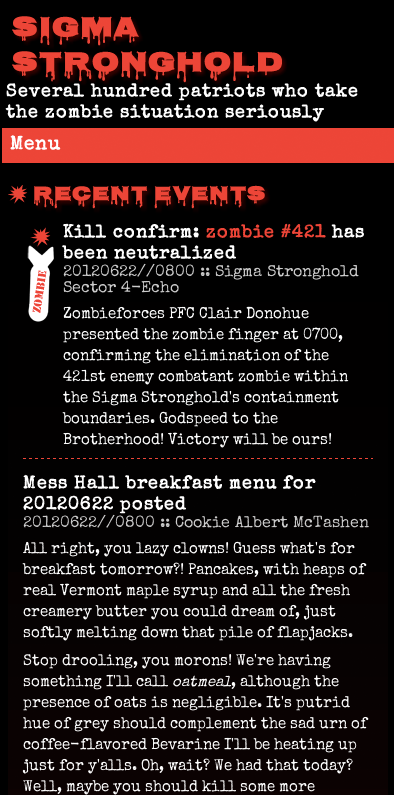 SIGMA
STRONGHOLD
Several hundred patriots who take
the zombie situation seriously
Menu
RECENT EVENTS
Kill confirm: zombie #421 has
been neutralized
20120622//0800 :: Sigma Stronghold
Sector 4-Echo
ZOMBIE
Zombieforces PFC Clair Donohue
presented the zombie finger at 0700,
confirming the elimination of the
421st enemy combatant zombie within
the Sigma Stronghold's containment
boundaries. Godspeed to the
Brotherhood! Victory will be ours!
Mess Hall breakfast menu for
20120622 posted
20120622//0800 :: Cookie Albert McTashen
All right, you lazy clowns! Guess what's for
breakfast tomorrow?! Pancakes, with heaps of
real Vermont maple syrup and all the fresh
creamery butter you could dream of, just
softly melting down that pile of flapjacks.
Stop drooling, you morons! We're having
something I'll call oatmeal, although the
presence of oats is negligible. It's putrid
hue of grey should complement the sad urn of
coffee-flavored Bevarine I'll be heating up
just for y'alls. Oh, wait? We had that today?
Well, maybe you should kill some more